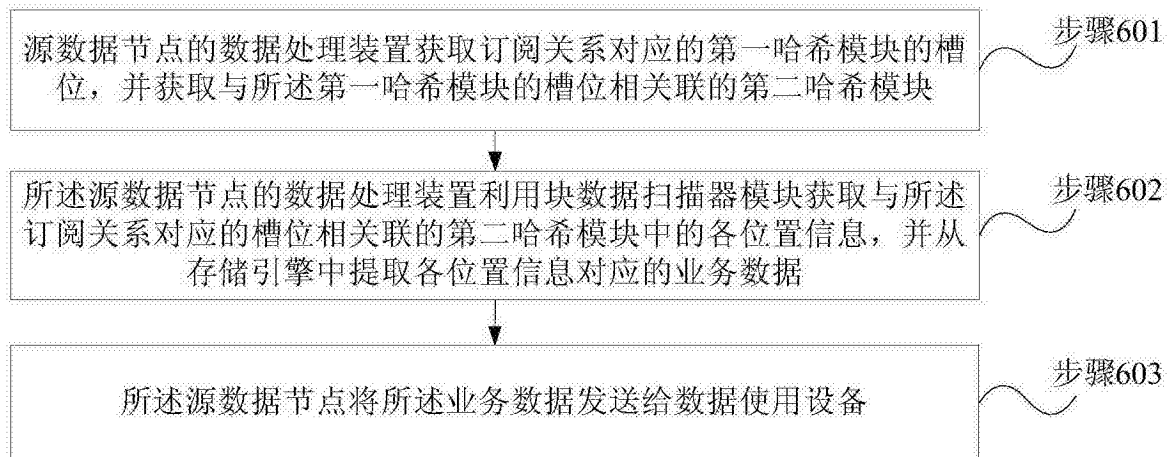 源数据节点的数据处理装置获取订阅关系对应的第一哈希模块的槽
位，并获取与所述第一哈希模块的槽位相关联的第二哈希模块
步骤601
所述源数据节点的数据处理装置利用块数据扫描器模块获取与所述
订阅关系对应的槽位相关联的第二哈希模块中的各位置信息，并从
存储引擎中提取各位置信息对应的业务数据
步骤602
所述源数据节点将所述业务数据发送给数据使用设备
步骤603